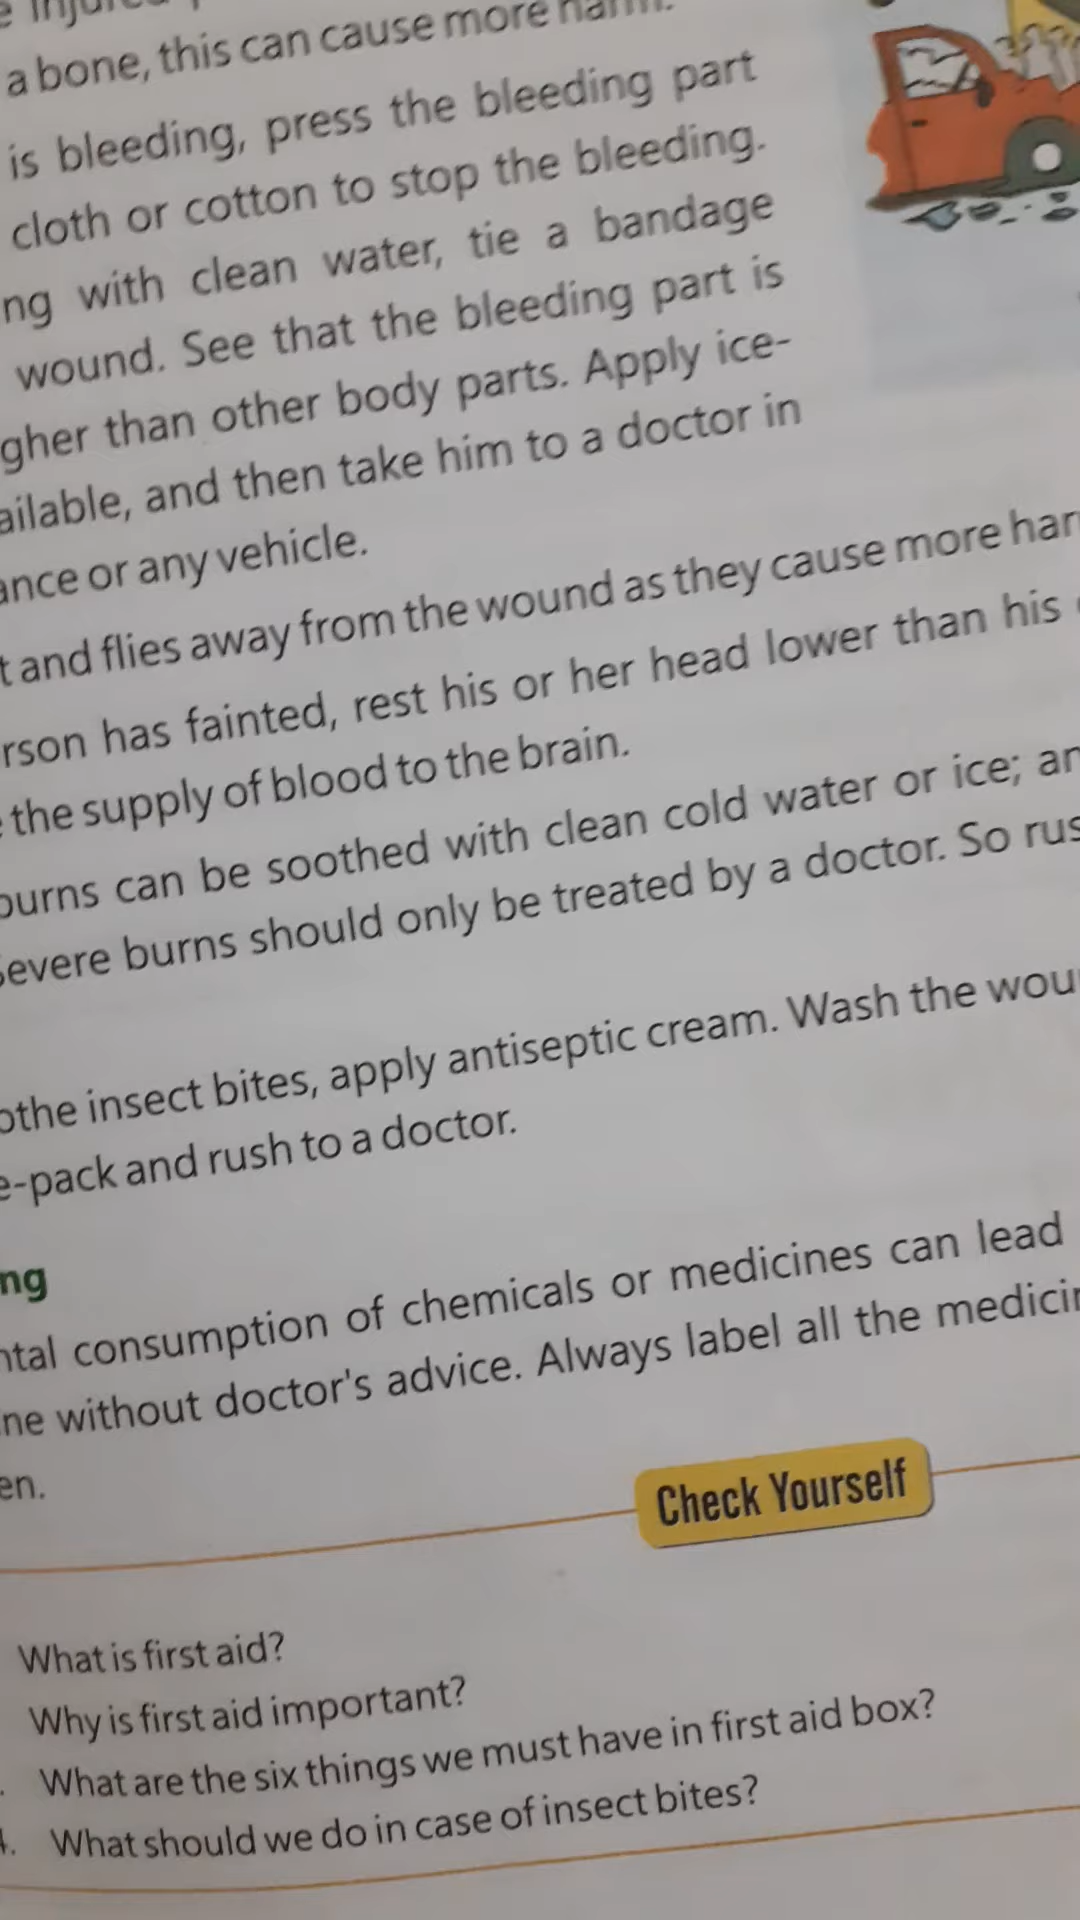 a bone, this can cause more harm.
is bleeding, press the bleeding part
cloth or cotton to stop the bleeding.
ng with clean water, tie a bandage
wound. See that the bleeding part is
gher than other body parts. Apply ice-
ailable, and then take him to a doctor in
ance or any vehicle.
t and flies away from the wound as they cause more har
rson has fainted, rest his or her head lower than his
the supply of blood to the brain.
burns can be soothed with clean cold water or ice; an
Severe burns should only be treated by a doctor. So rus
othe insect bites, apply antiseptic cream. Wash the wou
e-pack and rush to a doctor.
ng
ntal consumption of chemicals or medicines can lead
ne without doctor's advice. Always label all the medicin
en.
Check Yourself
What is first aid?
Why is first aid important?
. What are the six things we must have in first aid box?
4. What should we do in case of insect bites?